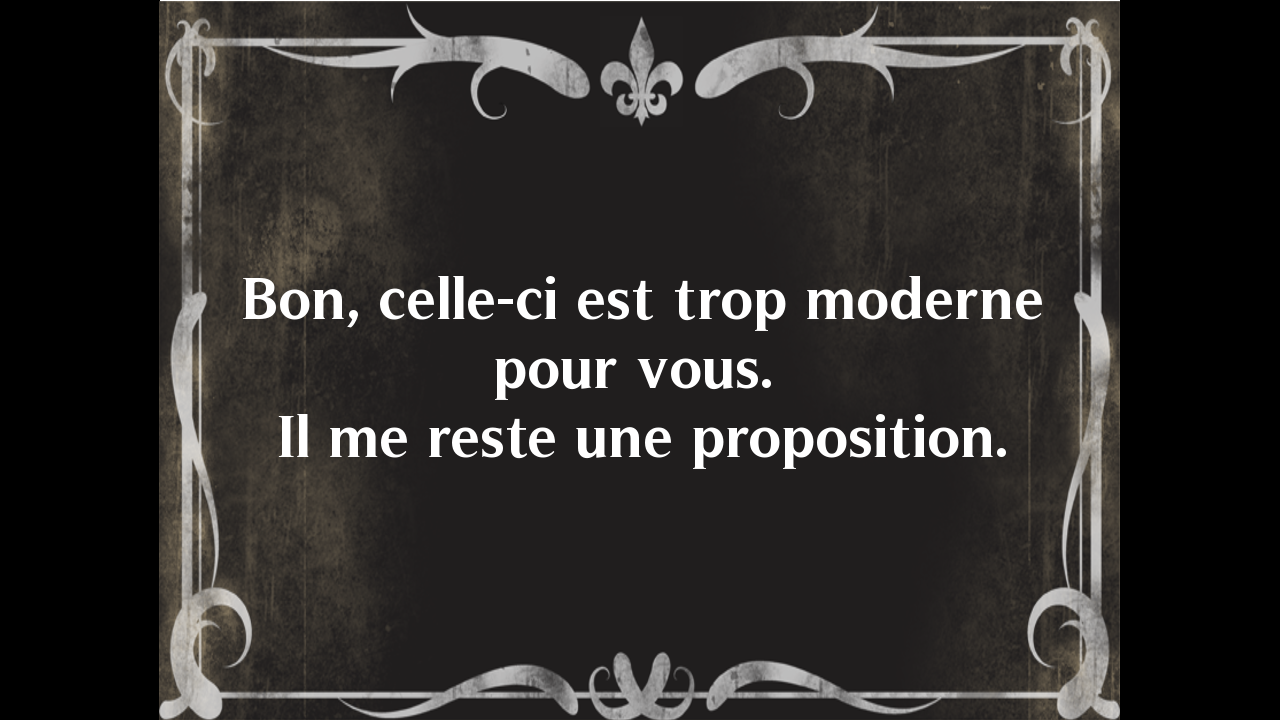 Bon, celle-ci est trop moderne
pour vous.
Il me reste une proposition.